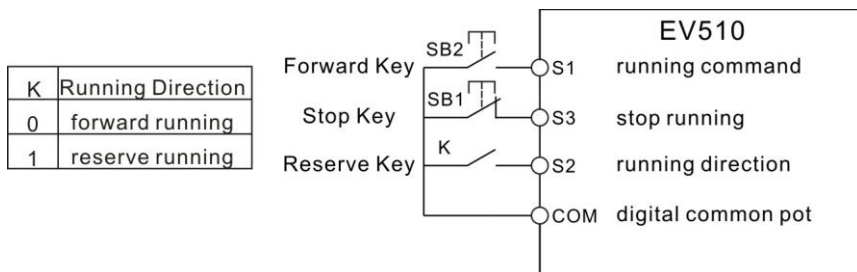 EV510
SB2
Forward Key
S1
running command
K
Running Direction
SB1
Stop Key
S3
stop running
0
forward running
K
1
reserve running
Reserve Key
S2
running direction
COM
digital common pot